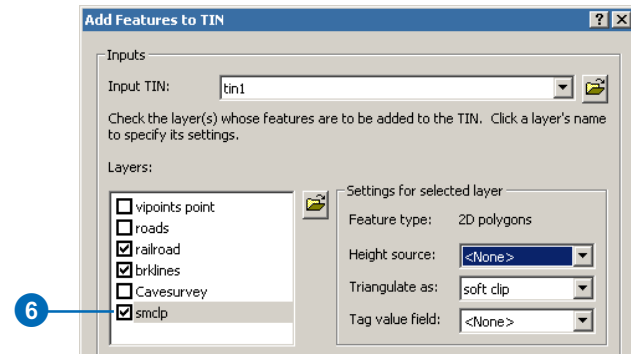 Add Features to TIN
Inputs
Input TIN: tin1
Check the layer(s) whose features are to be added to the TIN. Click a layer's name
to specify its settings.
Layers:
vipoints point
roads
railroad
brklines
Cavesurvey
6 smclp
Settings for selected layer
Feature type: 2D polygons
Height source: <None>
Triangulate as: soft clip
Tag value field: <None>